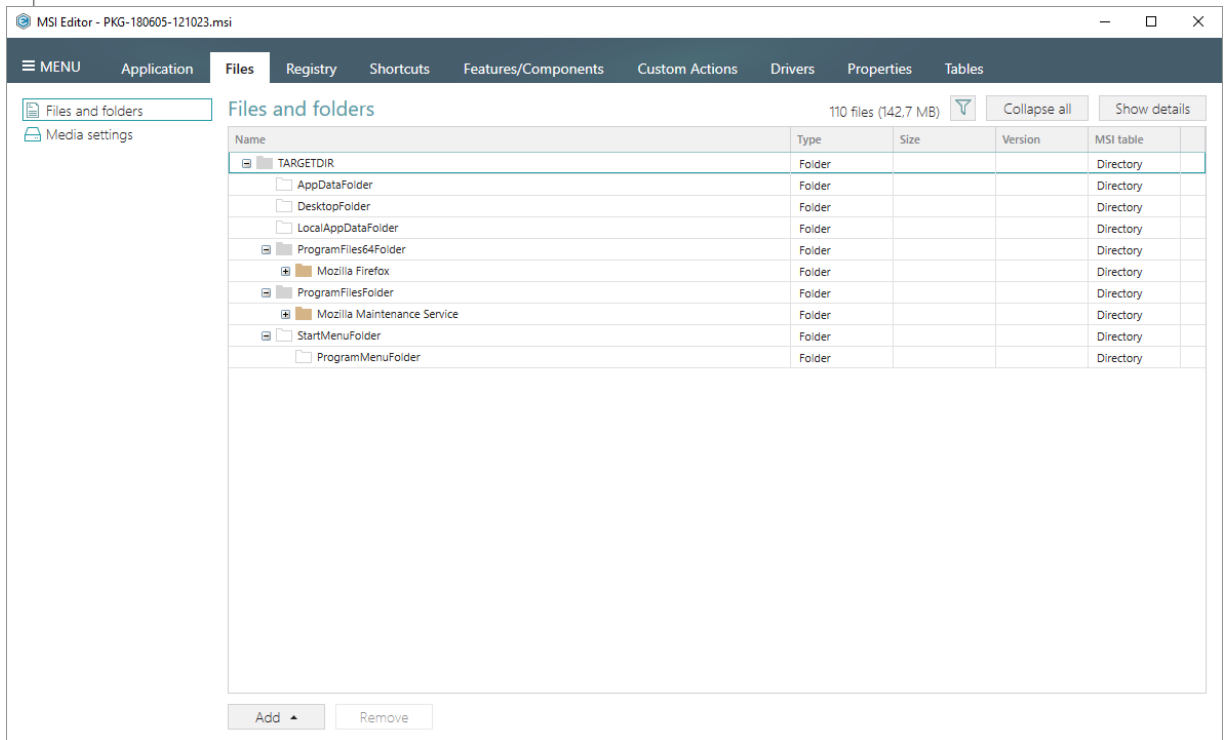 MSI Editor - PKG-180605-121023.msi
MENU Application Files Registry Shortcuts Features/Components Custom Actions Drivers Properties Tables
Files and folders
Media settings
Files and folders 110 files (142,7 MB) Collapse all Show details
Name Type Size Version MSI table
TARGETDIR Folder Directory
AppDataFolder Folder Directory
DesktopFolder Folder Directory
LocalAppDataFolder Folder Directory
ProgramFiles64Folder Folder Directory
Mozilla Firefox Folder Directory
ProgramFilesFolder Folder Directory
Mozilla Maintenance Service Folder Directory
StartMenuFolder Folder Directory
ProgramMenuFolder Folder Directory
Add Remove